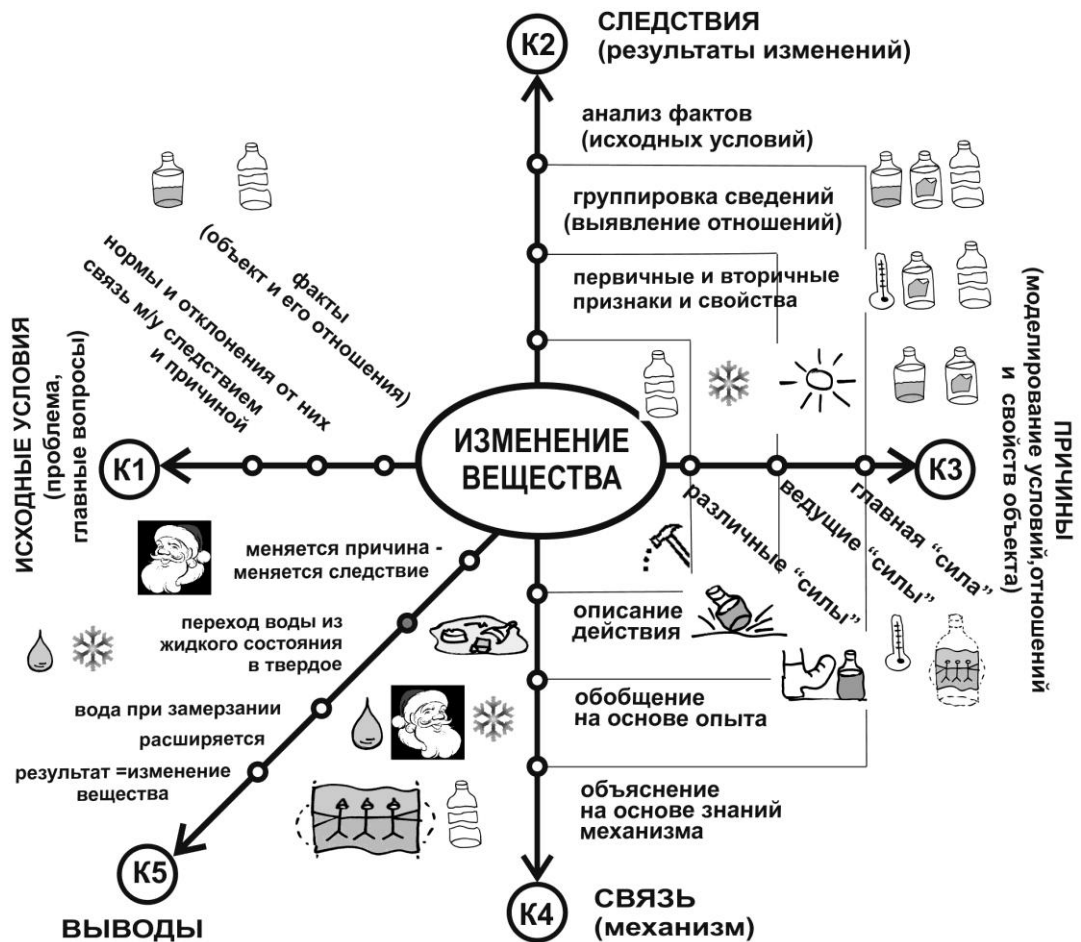 К2
СЛЕДСТВИЯ
(результаты изменений)
анализ фактов
(исходных условий)
группировка сведений
(выявление отношений)
первичные и вторичные
признаки и свойства
факты
(объект и его отношения)
нормы и отклонения от них
связь м/у следствием
и причиной
ИСХОДНЫЕ УСЛОВИЯ
(проблема,
главные вопросы)
К1
ИЗМЕНЕНИЕ
ВЕЩЕСТВА
К3
ПРИЧИНЫ
(моделирование условий,отношений
и свойств объекта)
различные “силы”
ведущие “силы”
главная “сила”
меняется причина -
меняется следствие
переход воды из
жидкого состояния
в твердое
вода при замерзании
расширяется
результат =изменение
вещества
К5
ВЫВОДЫ
описание
действия
обобщение
на основе опыта
объяснение
на основе знаний
механизма
К4
СВЯЗЬ
(механизм)